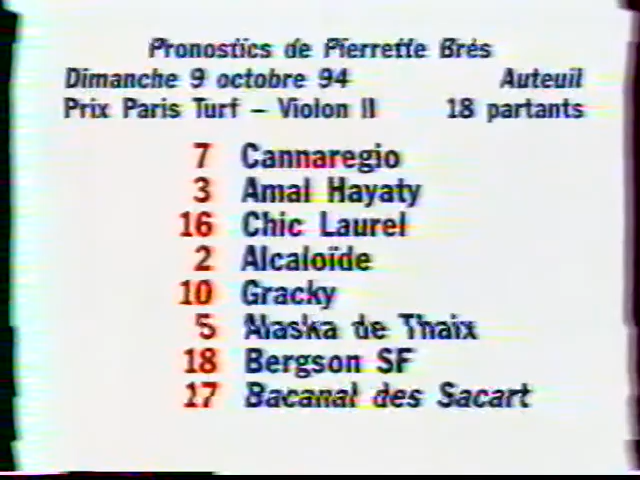 Pronostics de Pierrette Brès
Dimanche 9 octobre 94 Auteuil
Prix Paris Turf – Violon II 18 partants
7 Cannaregio
3 Amal Hayaty
16 Chic Laurel
2 Alcaloïde
10 Gracky
5 Alaska de Thaix
18 Bergson SF
17 Bacanal des Sacart